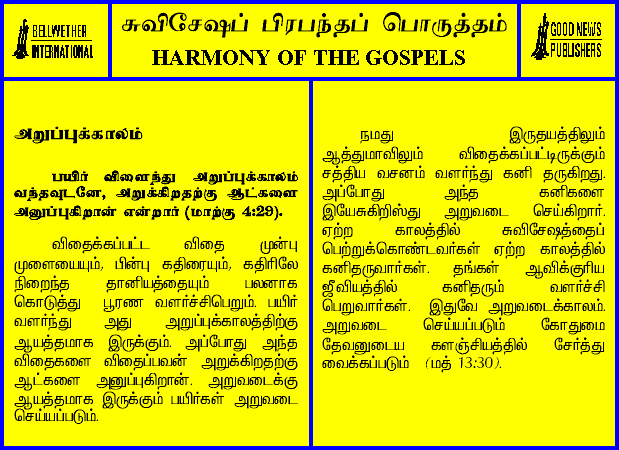 BELLWETHER
INTERNATIONAL
சுவிசேஷப் பிரபந்தப் பொருத்தம்
HARMONY OF THE GOSPELS
GOOD NEWS
PUBLISHERS
அறுப்புக்காலம்
பயிர் விளைந்து அறுப்புக்காலம்
வந்தவுடனே, அறுக்கிறதற்கு ஆட்களை
அனுப்புகிறான் என்றார் (மாற்கு 4:29).
விதைக்கப்பட்ட விதை முன்பு
முளையையும், பின்பு கதிரையும், கதிரிலே
நிறைந்த தானியத்தையும் பலனாக
கொடுத்து பூரண வளர்ச்சிபெறும். பயிர்
வளர்ந்து அது அறுப்புக்காலத்திற்கு
ஆயத்தமாக இருக்கும். அப்போது அந்த
விதைகளை விதைப்பவன் அறுக்கிறதற்கு
ஆட்களை அனுப்புகிறான். அறுவடைக்கு
ஆயத்தமாக இருக்கும் பயிர்கள் அறுவடை
செய்யப்படும்.
நமது இருதயத்திலும்
ஆத்துமாவிலும் விதைக்கப்பட்டிருக்கும்
சத்திய வசனம் வளர்ந்து கனி தருகிறது.
அப்போது அந்த கனிகளை
இயேசுகிறிஸ்து அறுவடை செய்கிறார்.
ஏற்ற காலத்தில் சுவிசேஷத்தைப்
பெற்றுக்கொண்டவர்கள் ஏற்ற காலத்தில்
கனிதருவார்கள். தங்கள் ஆவிக்குரிய
ஜீவியத்தில் கனிதரும் வளர்ச்சி
பெறுவார்கள். இதுவே அறுவடைக்காலம்.
அறுவடை செய்யப்படும் கோதுமை
தேவனுடைய களஞ்சியத்தில் சேர்த்து
வைக்கப்படும் (மத் 13:30).